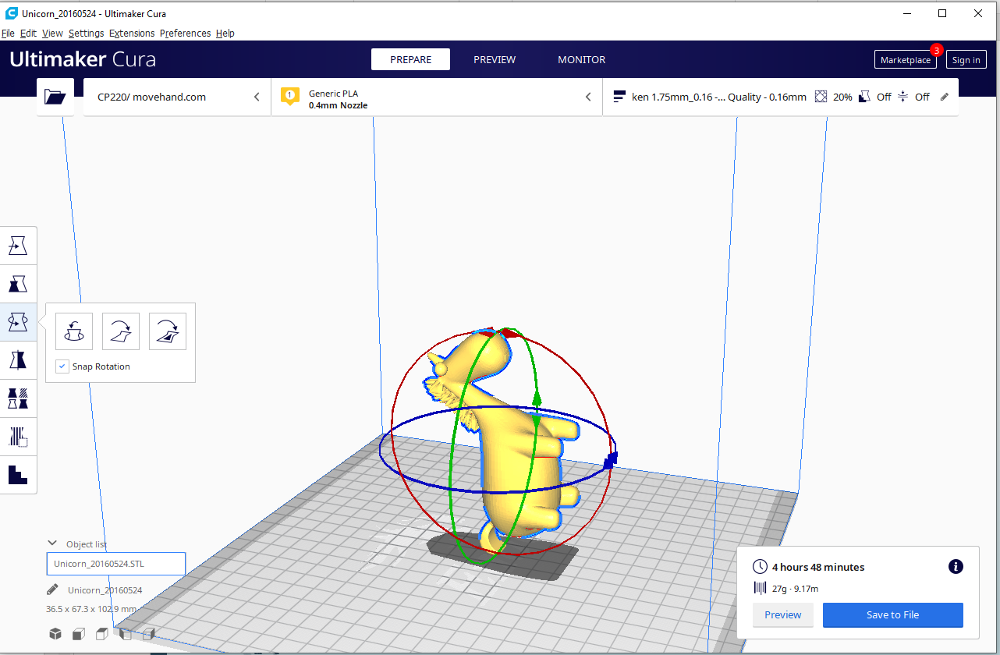 Unicorn_20160524 - Ultimaker Cura
File Edit View Settings Extensions Preferences Help
Ultimaker Cura
PREPARE PREVIEW MONITOR
Marketplace 3 Sign in
CP220/ movehand.com
1 Generic PLA
0.4mm Nozzle
ken 1.75mm_0.16 -... Quality - 0.16mm 20% Off Off
Snap Rotation
Object list
Unicorn_20160524.STL
Unicorn_20160524
36.5 x 67.3 x 102.9 mm
4 hours 48 minutes
27g · 9.17m
Preview Save to File